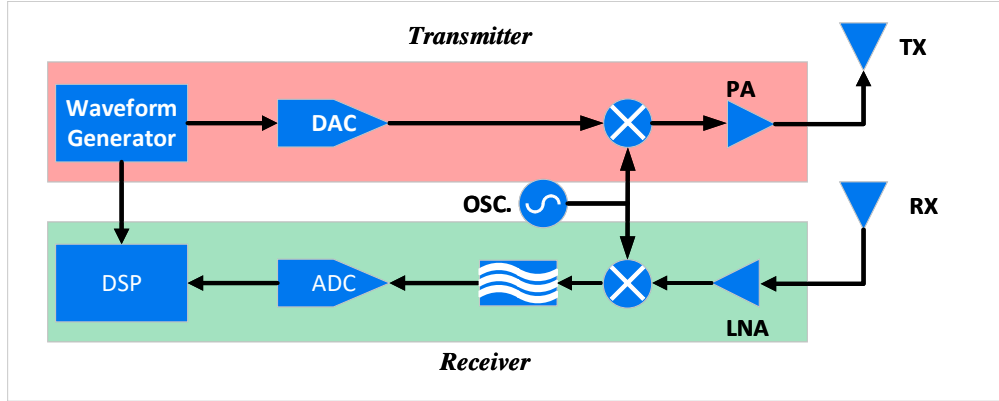 Transmitter
TX
PA
Waveform
Generator
DAC
OSC.
RX
DSP
ADC
LNA
Receiver